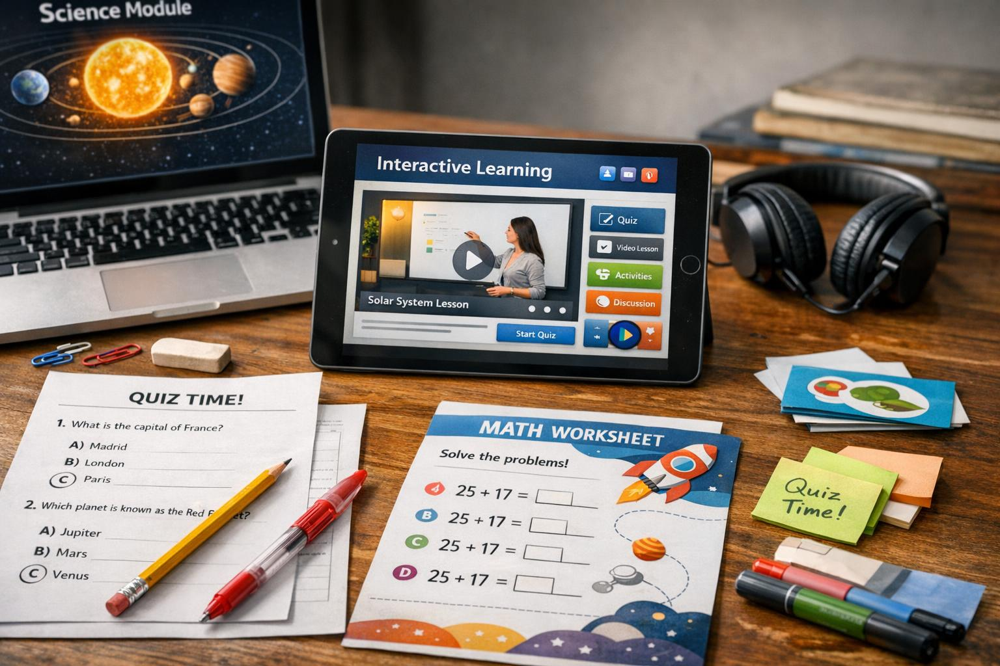 Science Module
Interactive Learning
Quiz
Video Lesson
Activities
Discussion
Solar System Lesson
Start Quiz
QUIZ TIME!
1. What is the capital of France?
A) Madrid
B) London
C Paris
2. Which planet is known as the Red
A) Jupiter
B) Mars
C Venus
MATH WORKSHEET
Solve the problems!
25 + 17 =
B 25 + 17 =
C 25 + 17 =
D 25 + 17 =
Quiz
Time!